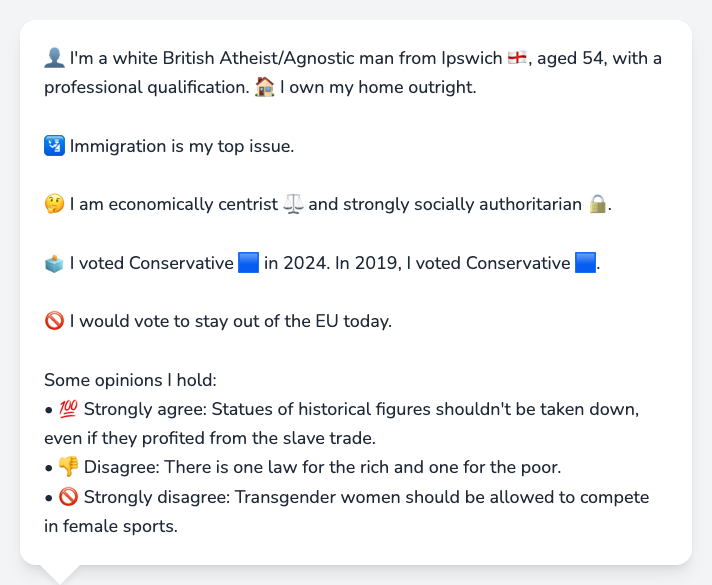 👤 I'm a white British Atheist/Agnostic man from Ipswich 🏴󠁧󠁢󠁥󠁮󠁧󠁿, aged 54, with a
professional qualification. 🏠 I own my home outright.
🛂 Immigration is my top issue.
🤔 I am economically centrist ⚖️ and strongly socially authoritarian 🔒.
🗳️ I voted Conservative 🟦 in 2024. In 2019, I voted Conservative 🟦.
🚫 I would vote to stay out of the EU today.
Some opinions I hold:
• 💯 Strongly agree: Statues of historical figures shouldn't be taken down,
even if they profited from the slave trade.
• 👎 Disagree: There is one law for the rich and one for the poor.
• 🚫 Strongly disagree: Transgender women should be allowed to compete
in female sports.